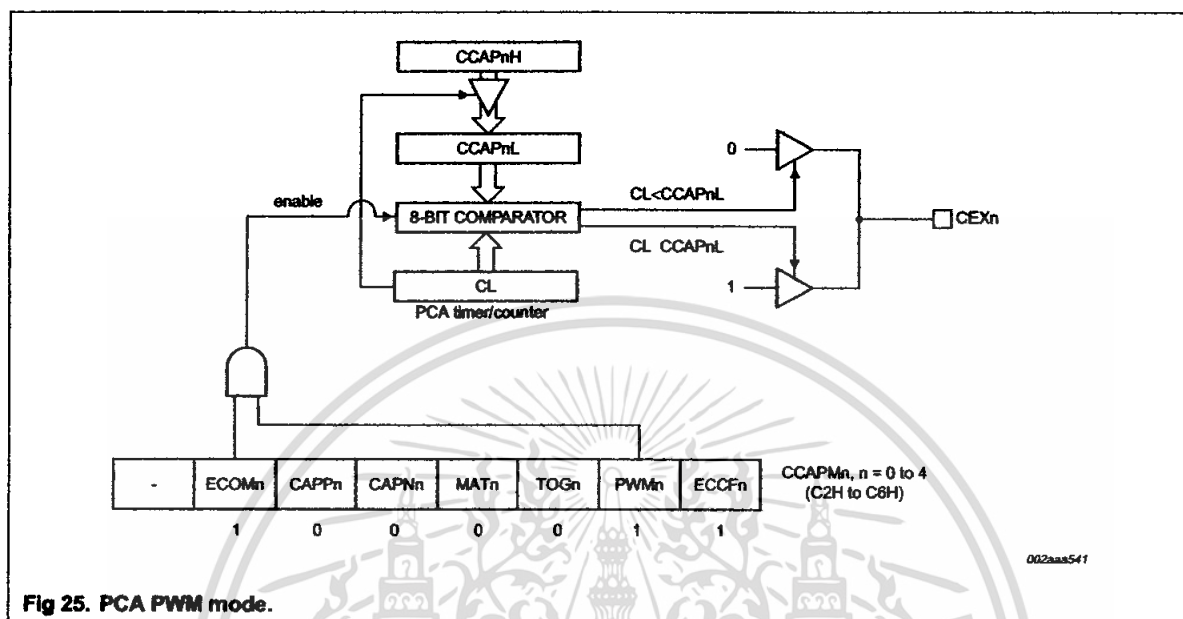 CCAPnH
CCAPnL
0
CL<CCAPnL
enable
8-BIT COMPARATOR
CEXn
CL CCAPnL
CL
1
PCA timer/counter
- ECOMn CAPPn CAPNn MATn TOGn PWMn ECCFn
CCAPMn, n = 0 to 4
(C2H to C6H)
1 0 0 0 0 1 1
002aaa541
Fig 25. PCA PWM mode.